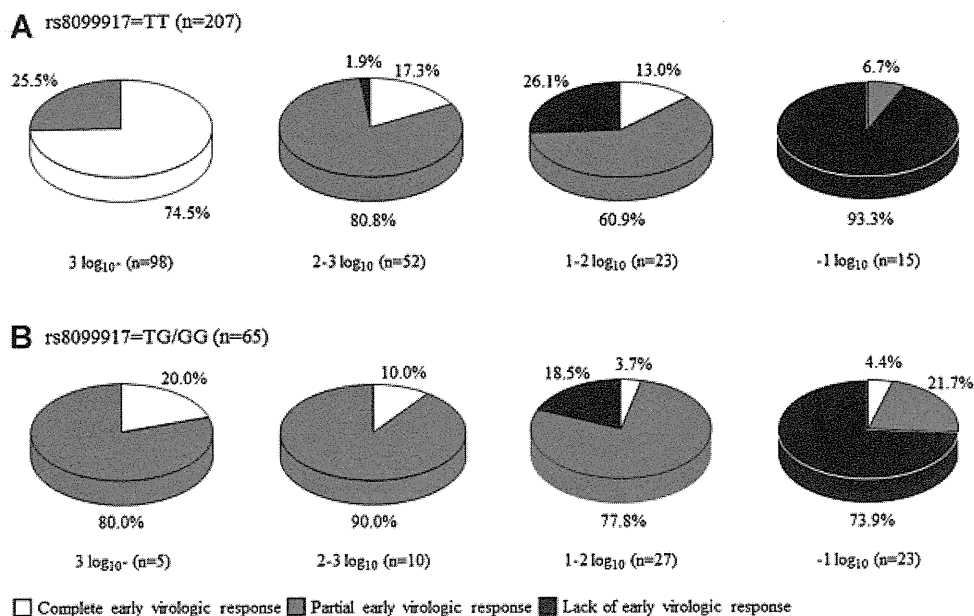 A rs8099917=TT (n=207)
25.5%
74.5%
3 log10- (n=98)
1.9%
17.3%
80.8%
2-3 log10 (n=52)
26.1%
13.0%
60.9%
1-2 log10 (n=23)
6.7%
93.3%
-1 log10 (n=15)
B rs8099917=TG/GG (n=65)
20.0%
80.0%
3 log10- (n=5)
10.0%
90.0%
2-3 log10 (n=10)
18.5%
3.7%
77.8%
1-2 log10 (n=27)
4.4%
21.7%
73.9%
-1 log10 (n=23)
Complete early virologic response Partial early virologic response Lack of early virologic response